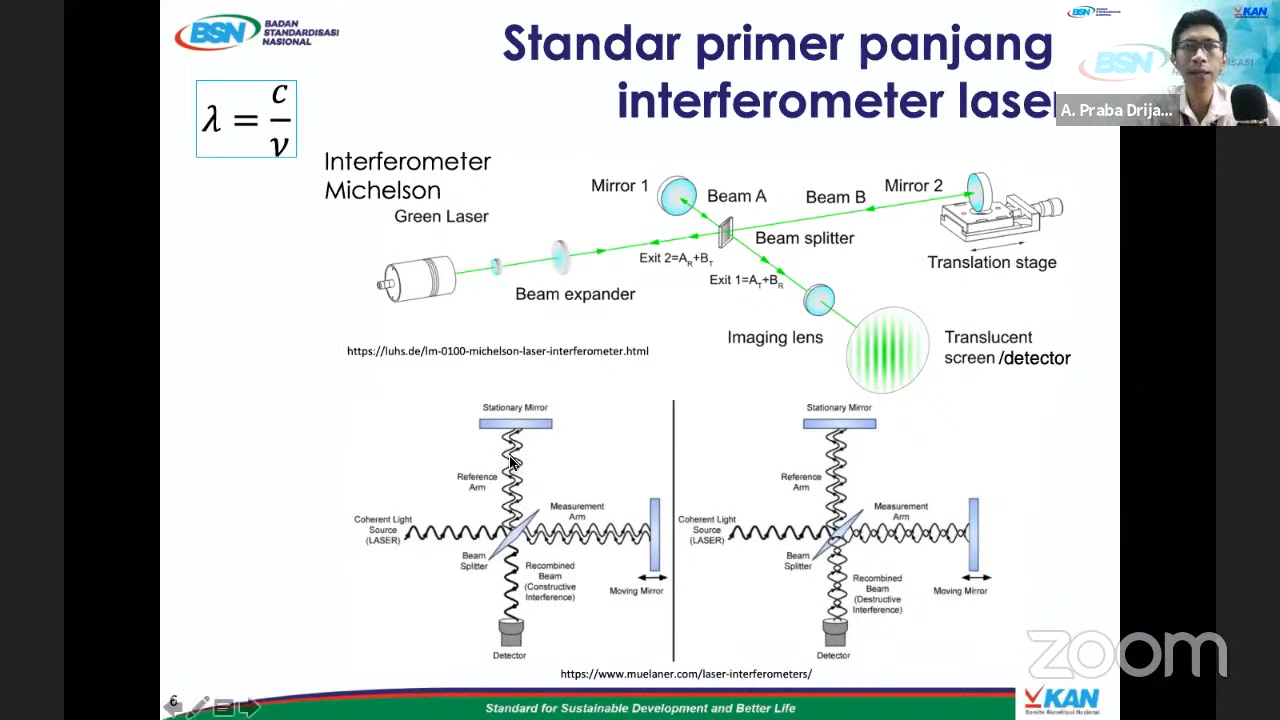 BSN
BADAN
STANDARDISASI
NASIONAL
Standar primer panjang
interferometer laser
BSN
KAN
BSN
A. Praba Drija...
λ = c/ν
Interferometer
Michelson
Green Laser
Mirror 1
Beam A
Beam B
Mirror 2
Beam splitter
Exit 2=A_R+B_T
Exit 1=A_T+B_R
Translation stage
Beam expander
Imaging lens
Translucent
screen/detector
https://luhs.de/lm-0100-michelson-laser-interferometer.html
Stationary Mirror
Reference
Arm
Measurement
Arm
Coherent Light
Source
(LASER)
Beam
Splitter
Recombined
Beam
(Constructive
Interference)
Moving Mirror
Detector
Stationary Mirror
Reference
Arm
Measurement
Arm
Coherent Light
Source
(LASER)
Beam
Splitter
Recombined
Beam
(Destructive
Interference)
Moving Mirror
Detector
https://www.muelaner.com/laser-interferometers/
zoom
6
Standard for Sustainable Development and Better Life
KAN
Komite Akreditasi Nasional